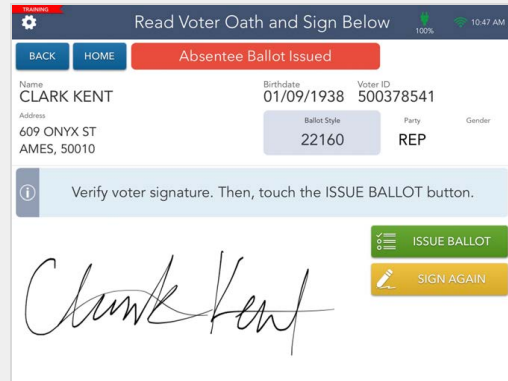 TRAINING
Read Voter Oath and Sign Below
100%
10:47 AM
BACK
HOME
Absentee Ballot Issued
Name
CLARK KENT
Birthdate
01/09/1938
Voter ID
500378541
Address
609 ONYX ST
AMES, 50010
Ballot Style
22160
Party
REP
Gender
Verify voter signature. Then, touch the ISSUE BALLOT button.
ISSUE BALLOT
SIGN AGAIN
Clark Kent